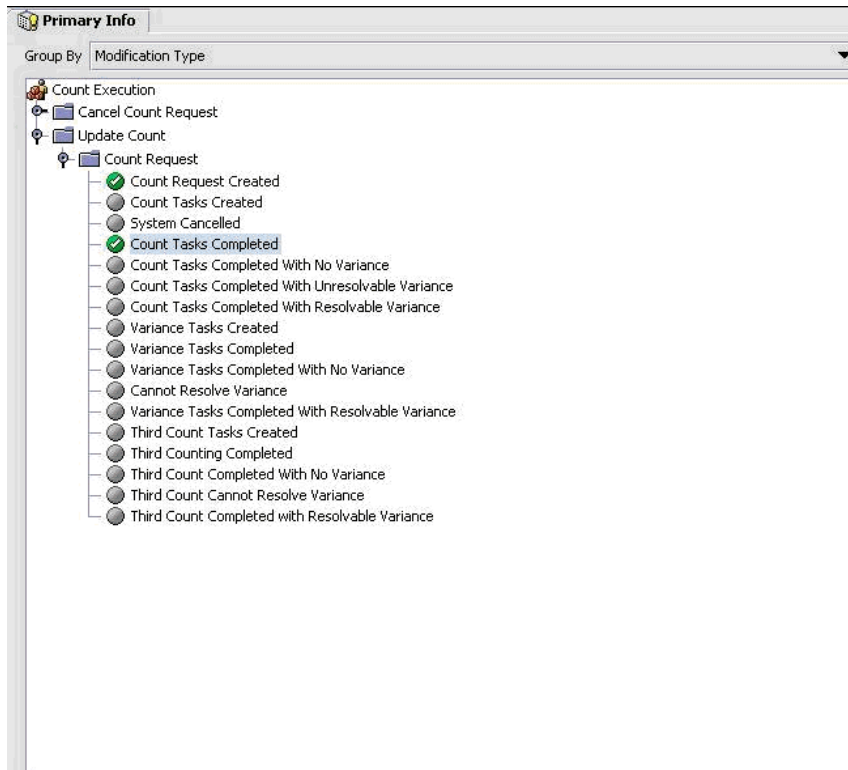 Primary Info
Group By Modification Type
Count Execution
Cancel Count Request
Update Count
Count Request
Count Request Created
Count Tasks Created
System Cancelled
Count Tasks Completed
Count Tasks Completed With No Variance
Count Tasks Completed With Unresolvable Variance
Count Tasks Completed With Resolvable Variance
Variance Tasks Created
Variance Tasks Completed
Variance Tasks Completed With No Variance
Cannot Resolve Variance
Variance Tasks Completed With Resolvable Variance
Third Count Tasks Created
Third Counting Completed
Third Count Completed With No Variance
Third Count Cannot Resolve Variance
Third Count Completed with Resolvable Variance